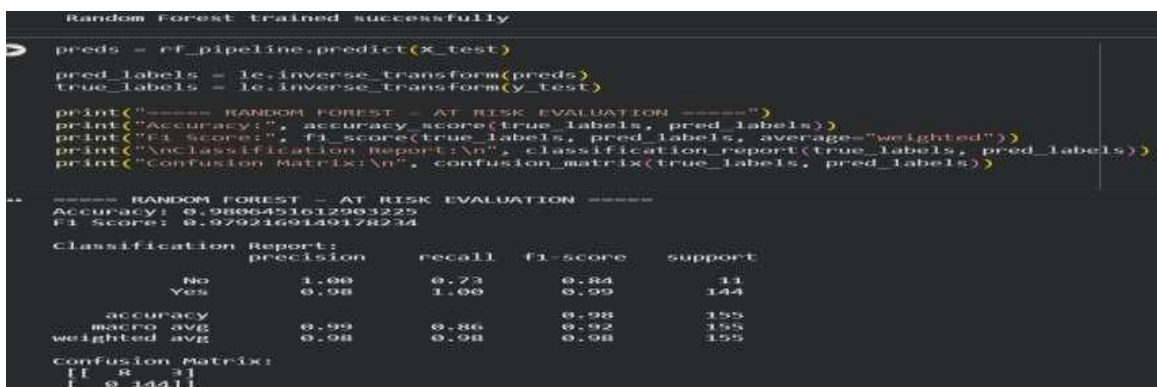 Random Forest trained successfully
preds = rf_pipeline.predict(x_test)
pred_labels = le.inverse_transform(preds)
true_labels = le.inverse_transform(y_test)
print("===== RANDOM FOREST - AT RISK EVALUATION =====")
print("Accuracy:", accuracy_score(true_labels, pred_labels))
print("F1 Score:", f1_score(true_labels, pred_labels, average="weighted"))
print("\nClassification Report:\n", classification_report(true_labels, pred_labels))
print("Confusion Matrix:\n", confusion_matrix(true_labels, pred_labels))
===== RANDOM FOREST - AT RISK EVALUATION =====
Accuracy: 0.9806451612903225
F1 Score: 0.9792169149178234
Classification Report:
precision recall f1-score support
No 1.00 0.73 0.84 11
Yes 0.98 1.00 0.99 144
accuracy 0.98 155
macro avg 0.99 0.86 0.92 155
weighted avg 0.98 0.98 0.98 155
Confusion Matrix:
[[ 8 3]
[ 0 144]]